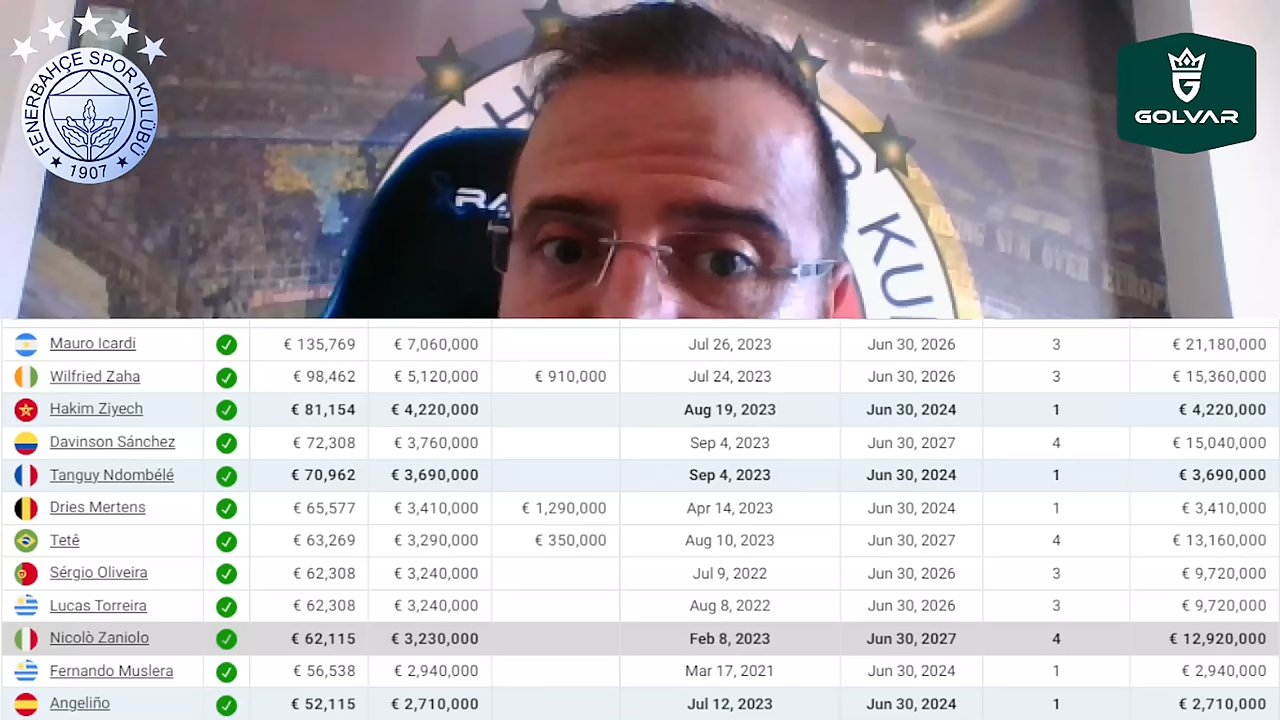 FENERBAHÇE SPOR KULÜBÜ
1907
GOLVAR
RA
KU
Mauro Icardi € 135,769 € 7,060,000 Jul 26, 2023 Jun 30, 2026 3 € 21,180,000
Wilfried Zaha € 98,462 € 5,120,000 € 910,000 Jul 24, 2023 Jun 30, 2026 3 € 15,360,000
Hakim Ziyech € 81,154 € 4,220,000 Aug 19, 2023 Jun 30, 2024 1 € 4,220,000
Davinson Sánchez € 72,308 € 3,760,000 Sep 4, 2023 Jun 30, 2027 4 € 15,040,000
Tanguy Ndombélé € 70,962 € 3,690,000 Sep 4, 2023 Jun 30, 2024 1 € 3,690,000
Dries Mertens € 65,577 € 3,410,000 € 1,290,000 Apr 14, 2023 Jun 30, 2024 1 € 3,410,000
Tetê € 63,269 € 3,290,000 € 350,000 Aug 10, 2023 Jun 30, 2027 4 € 13,160,000
Sérgio Oliveira € 62,308 € 3,240,000 Jul 9, 2022 Jun 30, 2026 3 € 9,720,000
Lucas Torreira € 62,308 € 3,240,000 Aug 8, 2022 Jun 30, 2026 3 € 9,720,000
Nicolò Zaniolo € 62,115 € 3,230,000 Feb 8, 2023 Jun 30, 2027 4 € 12,920,000
Fernando Muslera € 56,538 € 2,940,000 Mar 17, 2021 Jun 30, 2024 1 € 2,940,000
Angeliño € 52,115 € 2,710,000 Jul 12, 2023 Jun 30, 2024 1 € 2,710,000